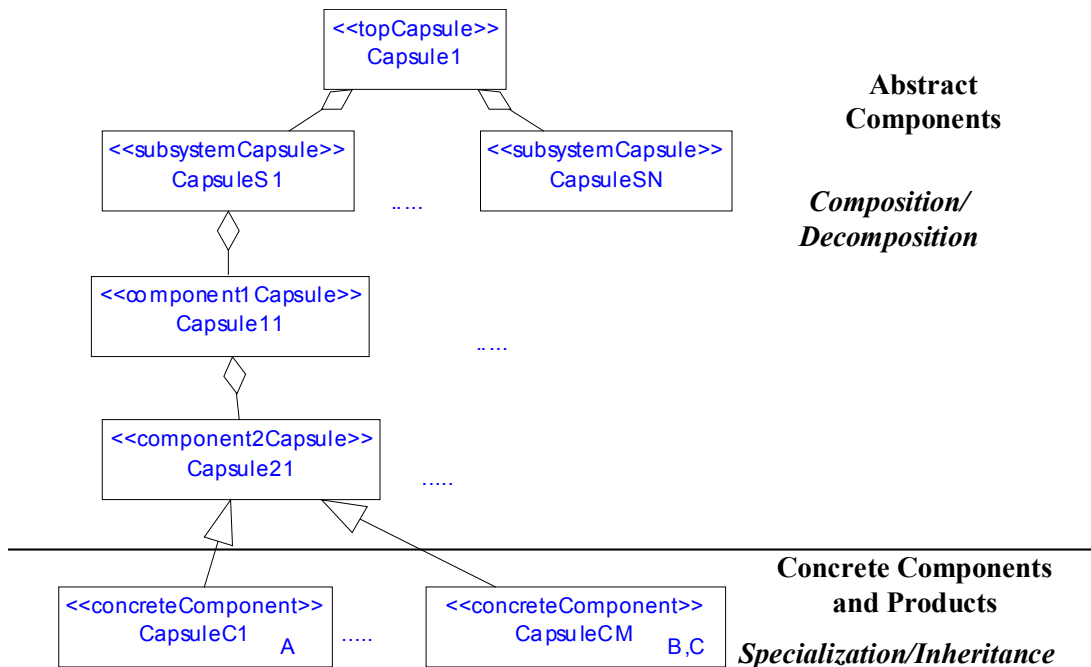 <<topCapsule>>
Capsule1
Abstract
Components
<<subsystemCapsule>>
CapsuleS1
.....
<<subsystemCapsule>>
CapsuleSN
Composition/
Decomposition
<<component1Capsule>>
Capsule11
.....
<<component2Capsule>>
Capsule21
.....
Concrete Components
and Products
<<concreteComponent>>
CapsuleC1
A
.....
<<concreteComponent>>
CapsuleCM
B,C
Specialization/Inheritance